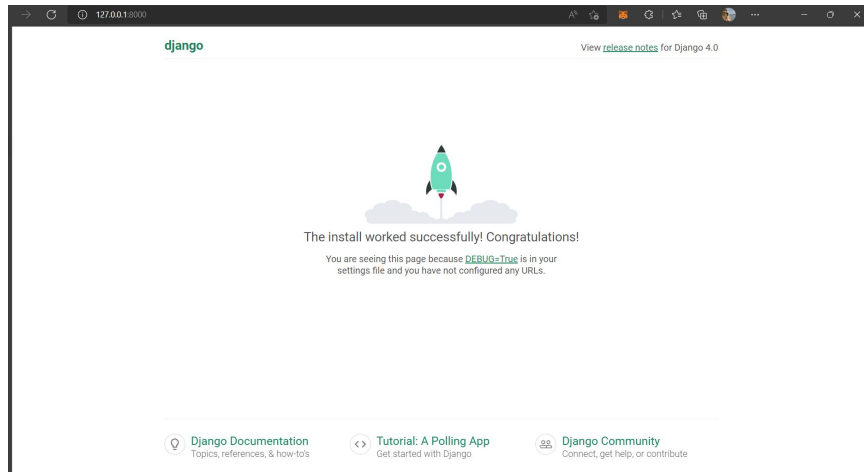 127.0.0.1:8000
django
View release notes for Django 4.0
The install worked successfully! Congratulations!
You are seeing this page because DEBUG=True is in your
settings file and you have not configured any URLs.
Django Documentation
Topics, references, & how-to's
Tutorial: A Polling App
Get started with Django
Django Community
Connect, get help, or contribute